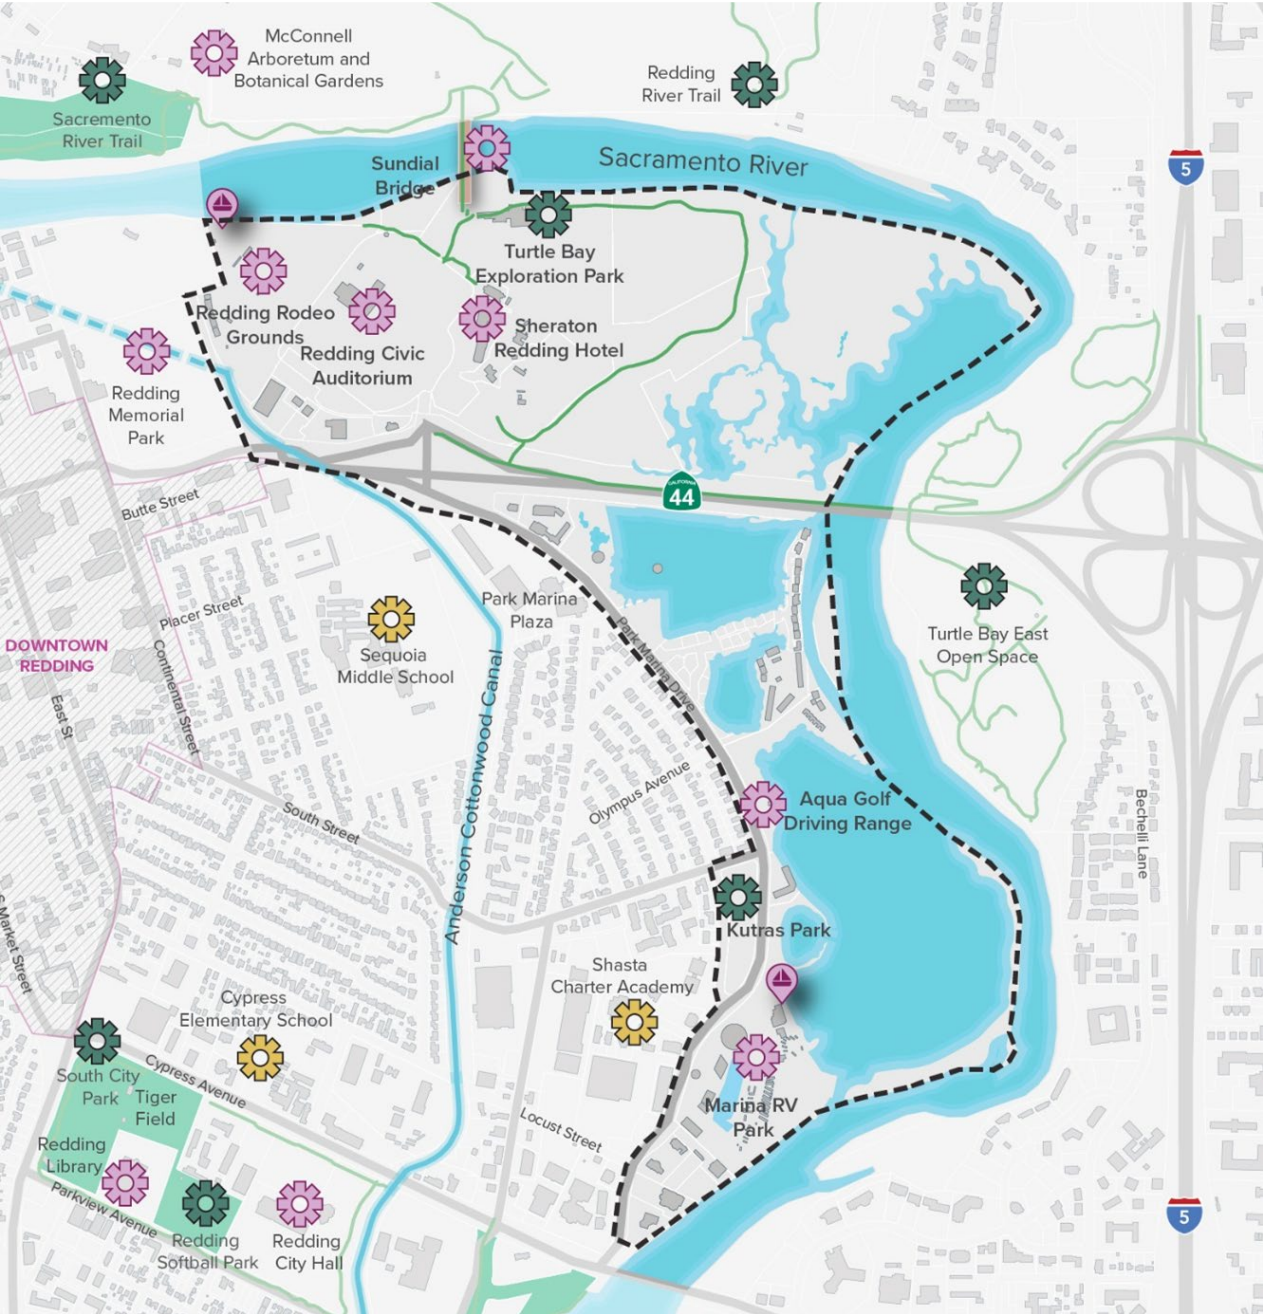 McConnell
Arboretum and
Botanical Gardens
Redding
River Trail
Sacremento
River Trail
Sundial
Bridge
Sacramento River
5
Turtle Bay
Exploration Park
Redding Rodeo
Grounds
Redding Civic
Auditorium
Sheraton
Redding Hotel
Redding
Memorial
Park
CALIFORNIA
44
Butte Street
Placer Street
Park Marina
Plaza
Park Marina Drive
Turtle Bay East
Open Space
DOWNTOWN
REDDING
Continental Street
Sequoia
Middle School
East St
Anderson Cottonwood Canal
Olympus Avenue
Aqua Golf
Driving Range
South Street
Bechelli Lane
S Market Street
Kutras Park
Shasta
Charter Academy
Cypress
Elementary School
South City
Park
Tiger
Field
Cypress Avenue
Marina RV
Park
Locust Street
Redding
Library
Parkview Avenue
Redding
Softball Park
Redding
City Hall
5